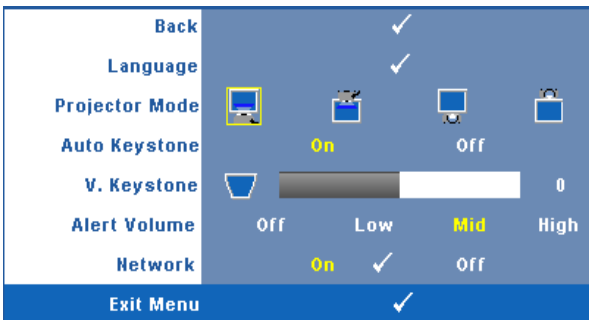 Back
Language
Projector Mode
Auto Keystone On Off
V. Keystone 0
Alert Volume Off Low Mid High
Network On Off
Exit Menu